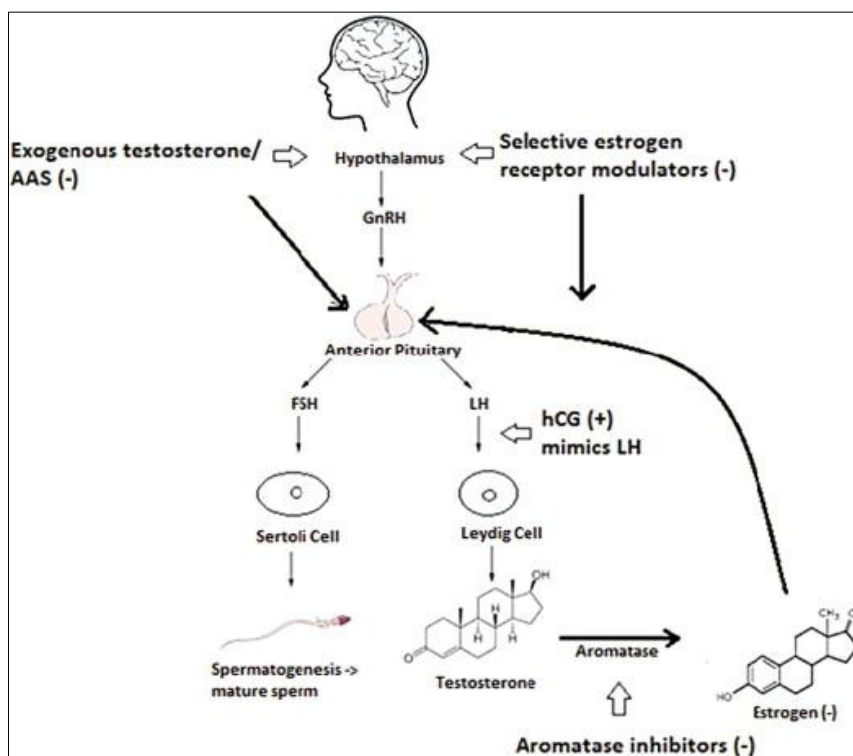 Exogenous testosterone/
AAS (-)
Hypothalamus
Selective estrogen
receptor modulators (-)
GnRH
Anterior Pituitary
FSH
LH
hCG (+)
mimics LH
Sertoli Cell
Leydig Cell
OH
H
H
H
O
Spermatogenesis ->
mature sperm
Testosterone
Aromatase
CH₃
O
HO
Estrogen (-)
Aromatase inhibitors (-)